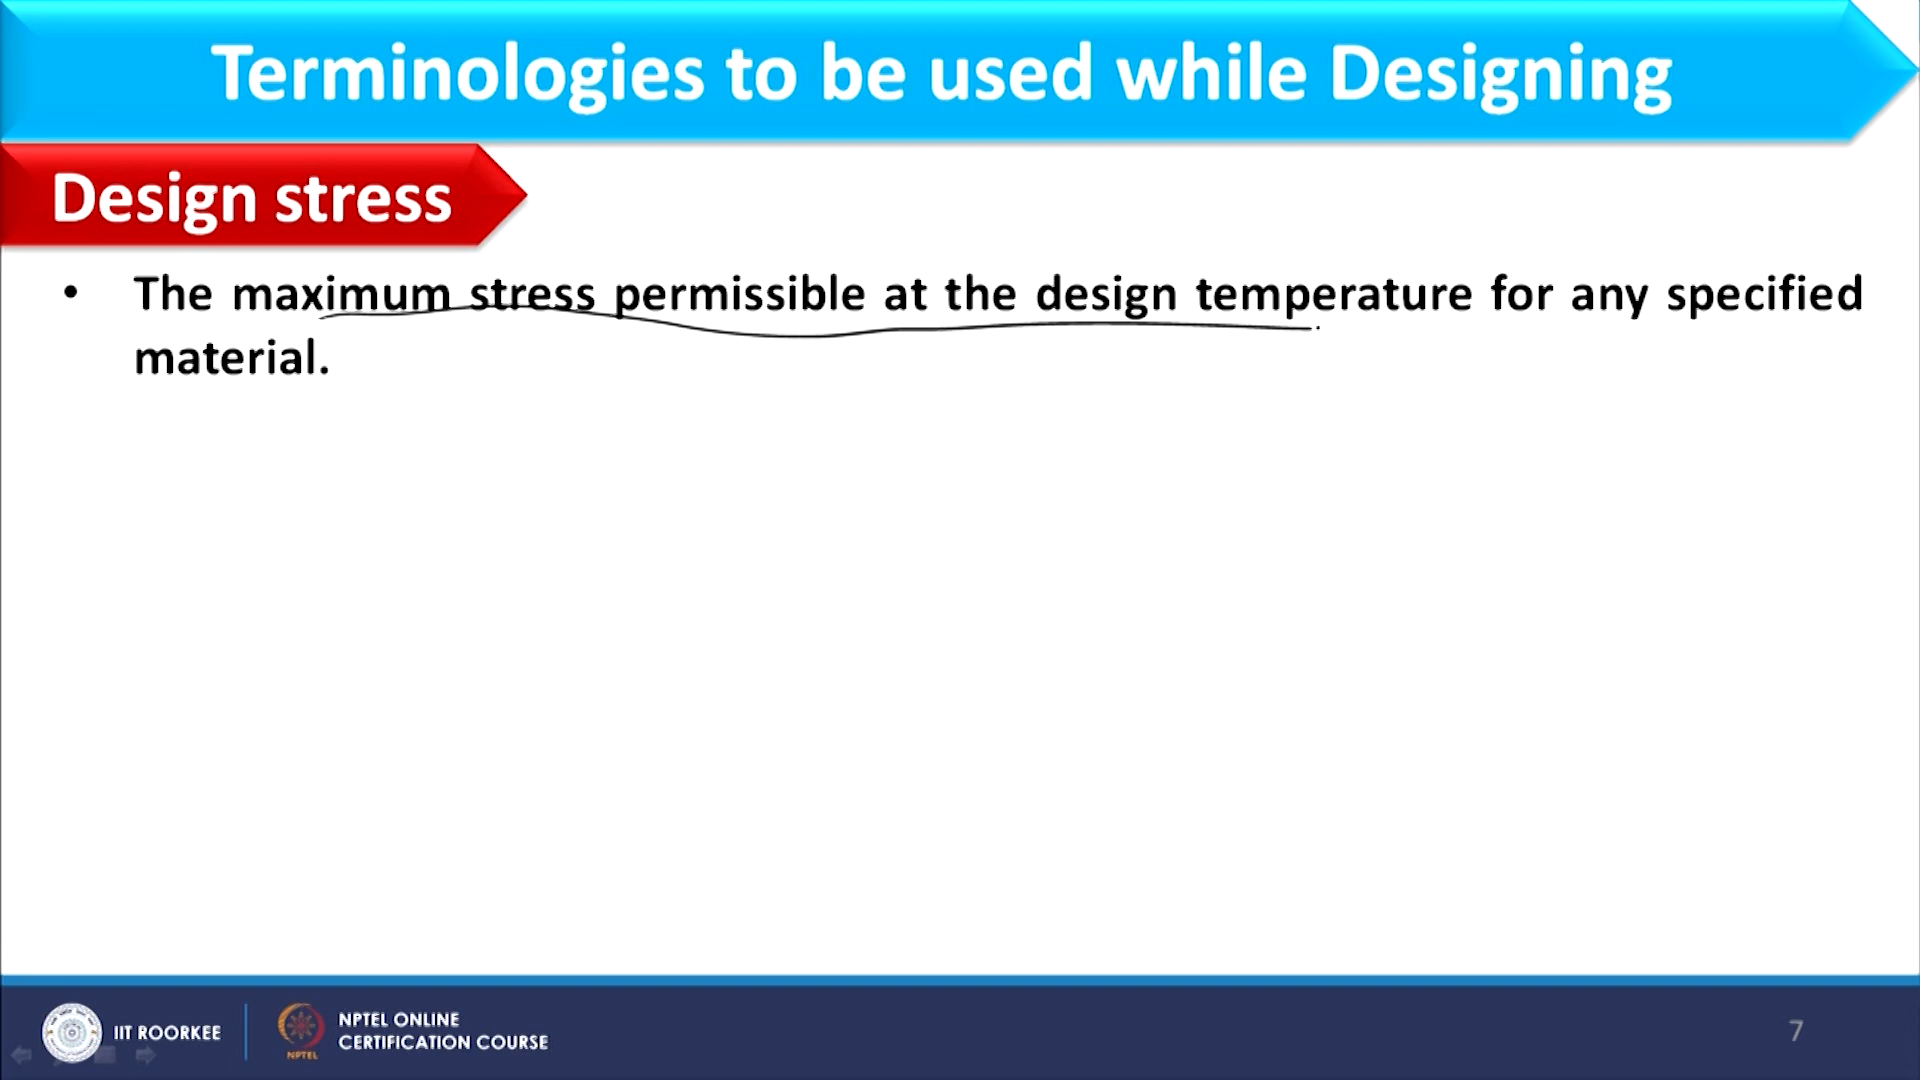 Terminologies to be used while Designing
Design stress
• The maximum stress permissible at the design temperature for any specified
material.
IIT ROORKEE
NPTEL
NPTEL ONLINE
CERTIFICATION COURSE
7